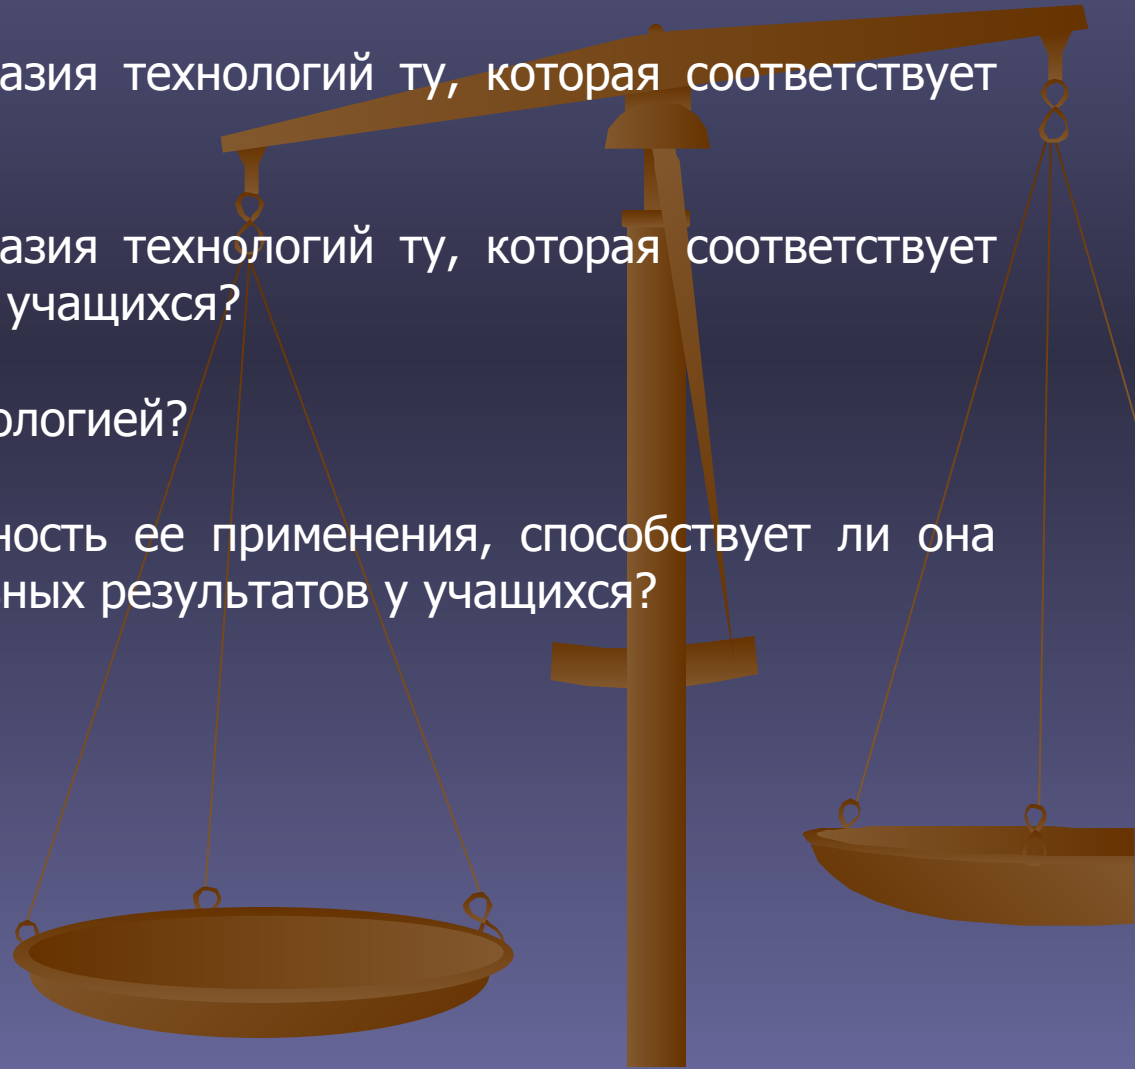 азия технологий ту, которая соответствует
азия технологий ту, которая соответствует
учащихся?
ологией?
ность ее применения, способствует ли она
ных результатов у учащихся?